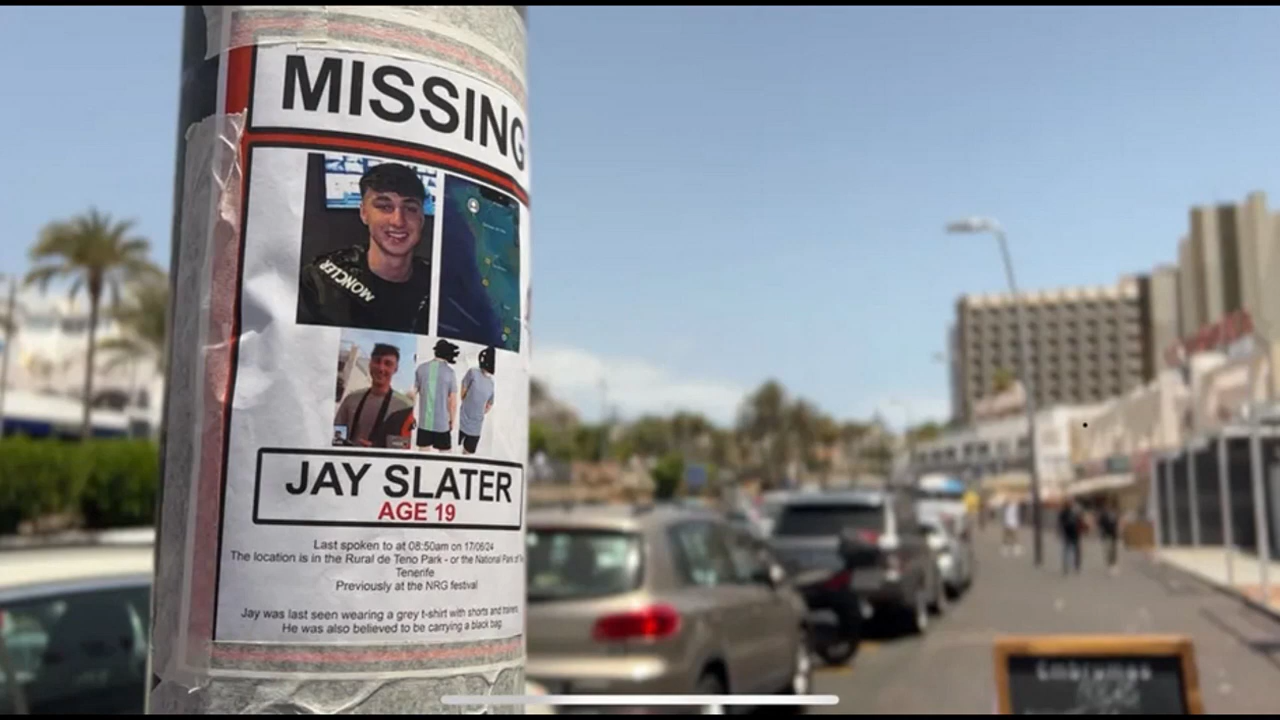 MISSING
MONCLER
JAY SLATER
AGE 19
Last spoken to at 08:50am on 17/06/24
The location is in the Rural de Teno Park - or the National Park of
Tenerife
Previously at the NRG festival
Jay was last seen wearing a grey t-shirt with shorts and trainers
He was also believed to be carrying a black bag